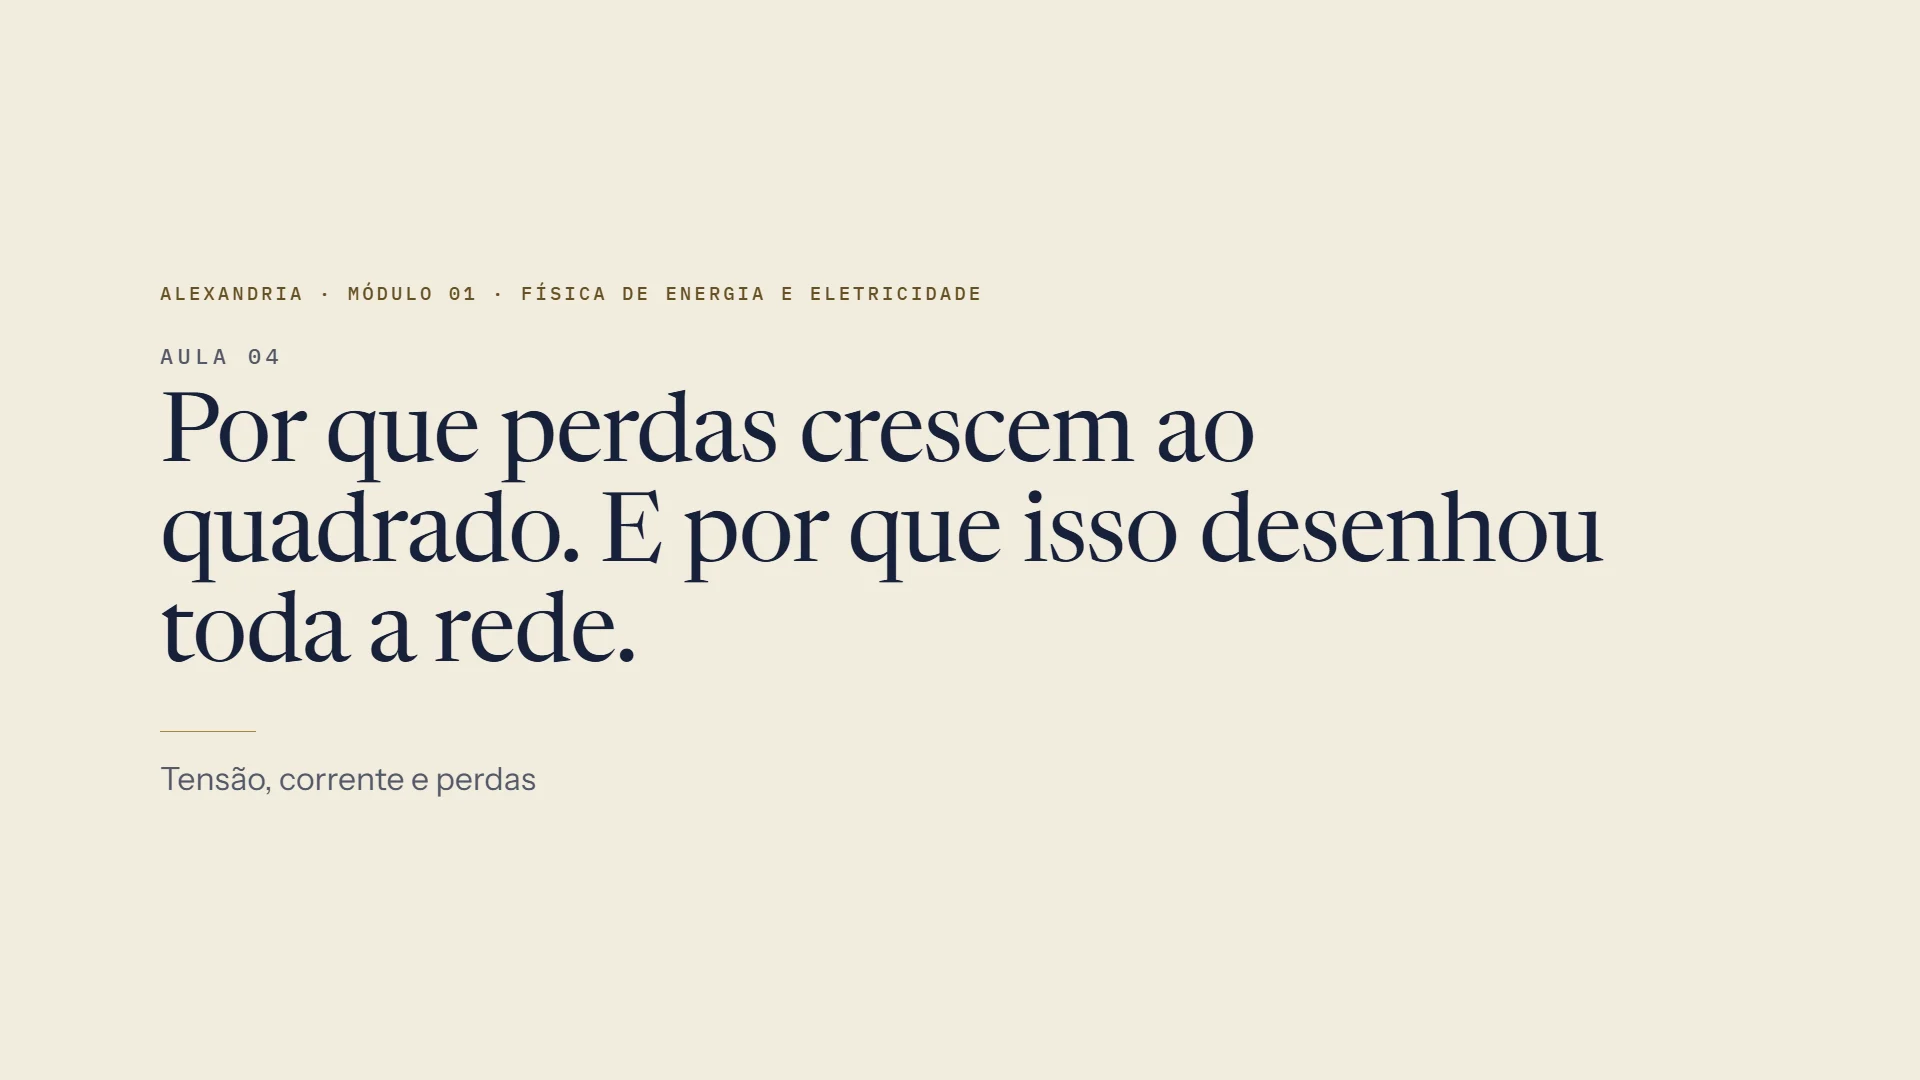 ALEXANDRIA · MÓDULO 01 · FÍSICA DE ENERGIA E ELETRICIDADE
AULA 04
Por que perdas crescem ao
quadrado. E por que isso desenhou
toda a rede.
Tensão, corrente e perdas